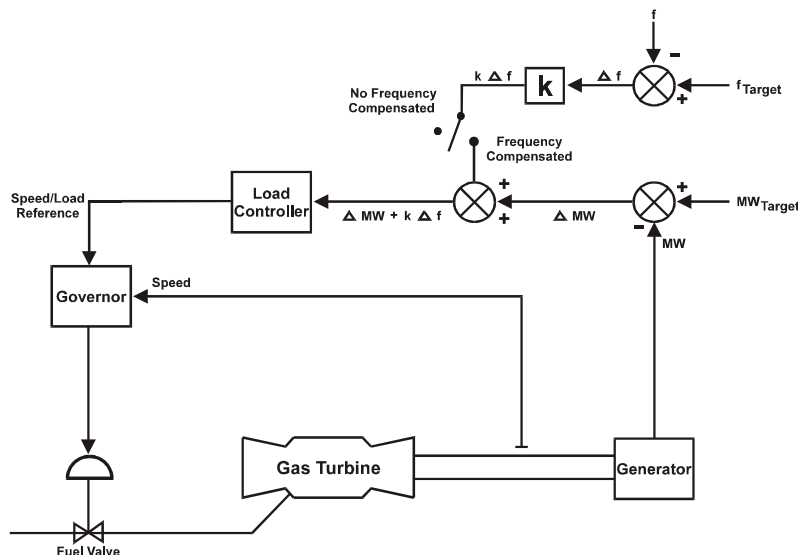 f
−
k Δ f
k
Δ f
f Target
+
No Frequency
Compensated
Frequency
Compensated
Speed/Load
Reference
Load
Controller
+
+
Δ MW + k Δ f
Δ MW
+
MW Target
−
MW
Governor
Speed
Gas Turbine
Generator
Fuel Valve